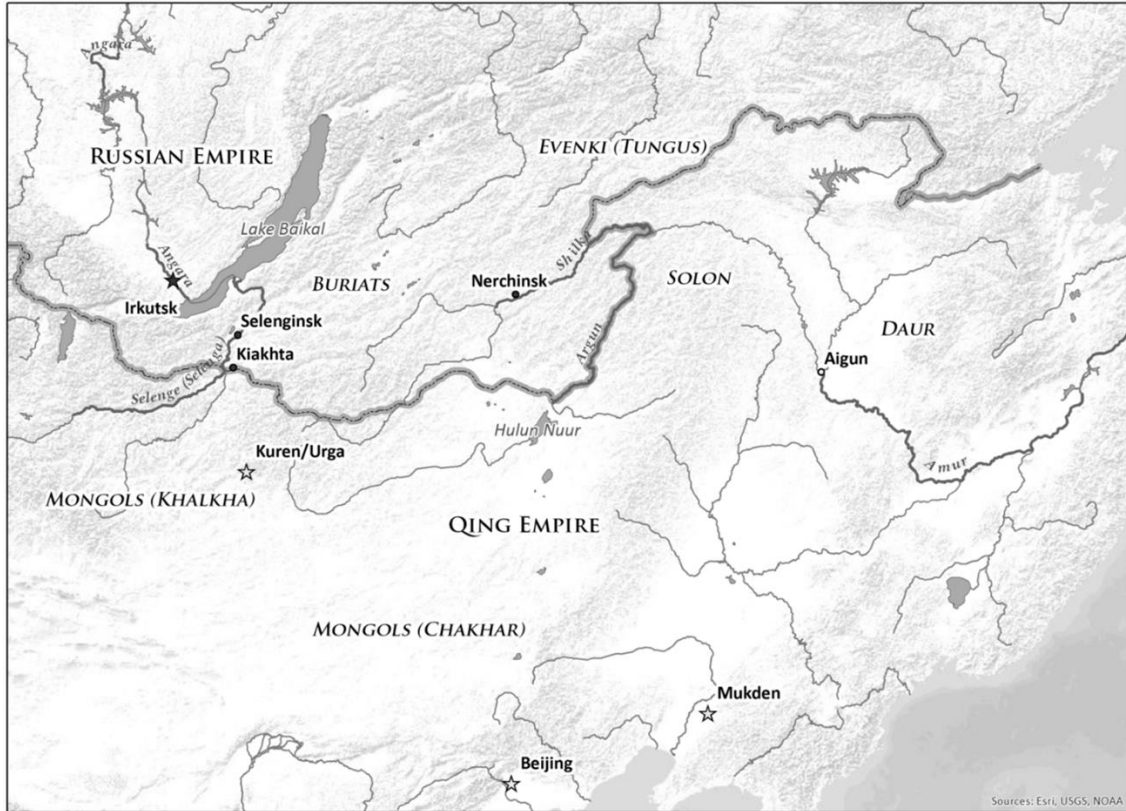 Angara
RUSSIAN EMPIRE
EVENKI (TUNGUS)
Lake Baikal
Angara
Shilka
Irkutsk
BURIATS
Nerchinsk
SOLON
Selenginsk
DAUR
Kiakhta
Argun
Aigun
Selenge (Selenga)
Hulun Nuur
Kuren/Urga
Amur
MONGOLS (KHALKHA)
QING EMPIRE
MONGOLS (CHAKHAR)
Mukden
Beijing
Sources: Esri, USGS, NOAA